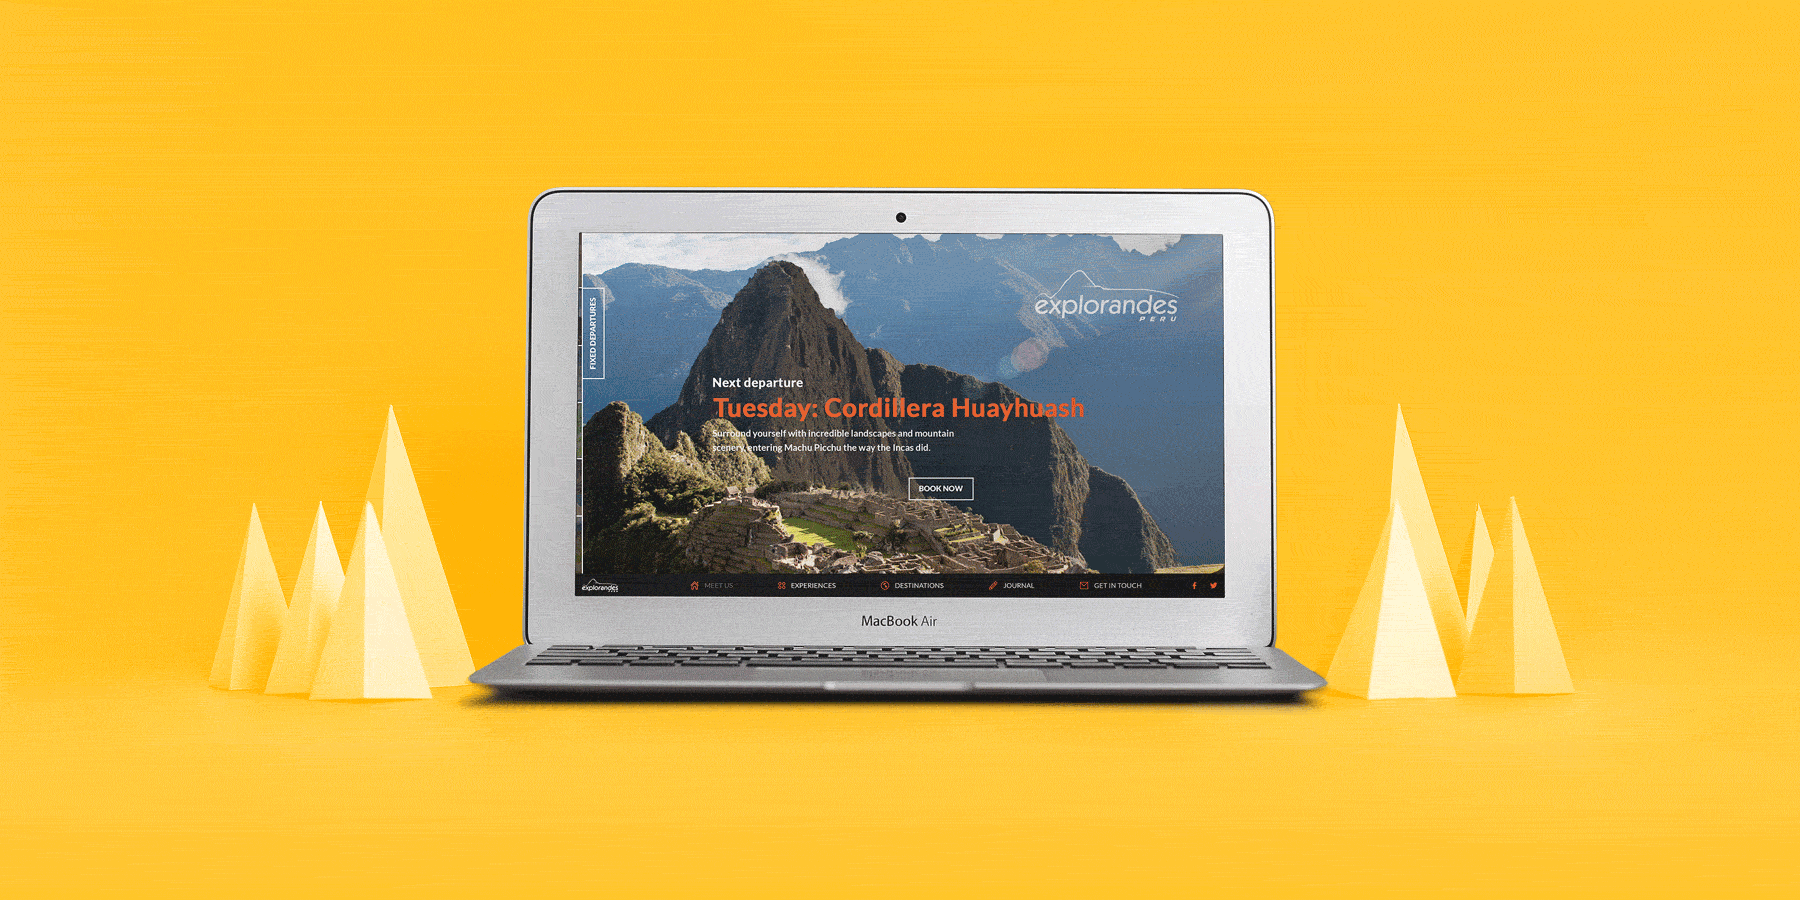 explorandes
PERU
FIXED DEPARTURES
Next departure
Tuesday: Cordillera Huayhuash
Surround yourself with incredible landscapes and mountain
scenery, entering Machu Picchu the way the Incas did.
BOOK NOW
explorandes
MEET US
EXPERIENCES
DESTINATIONS
JOURNAL
GET IN TOUCH
MacBook Air